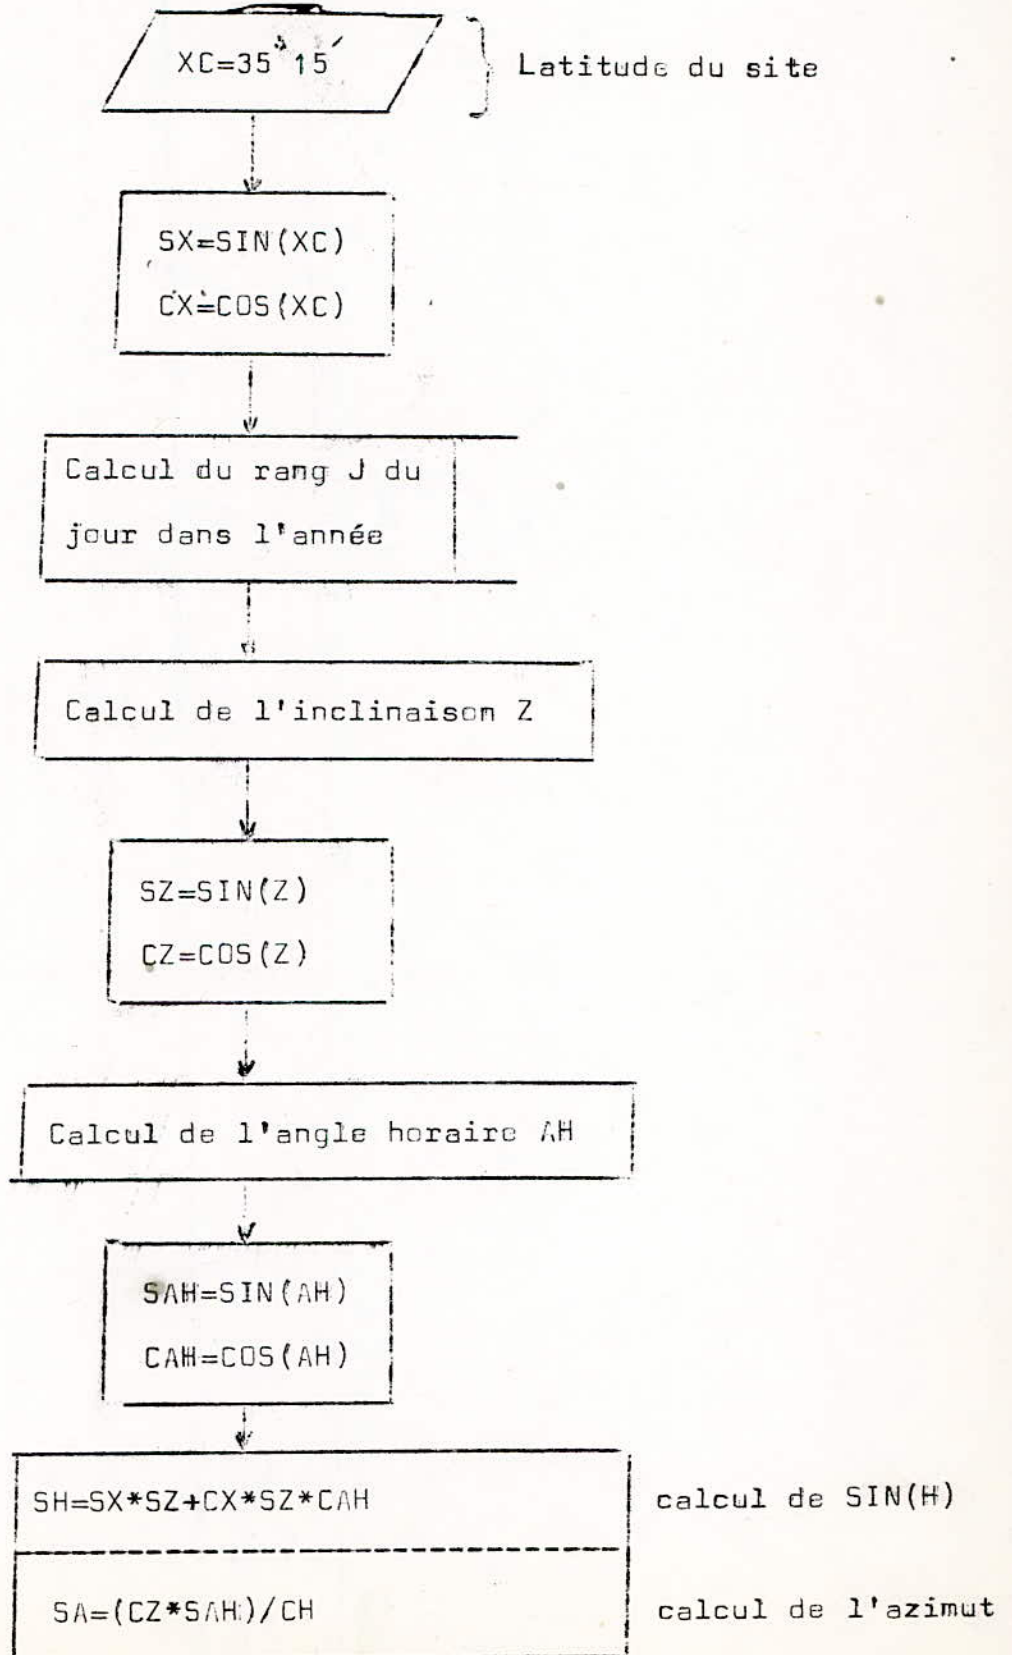 XC=35°15′
Latitude du site
SX=SIN(XC)
CX=COS(XC)
Calcul du rang J du
jour dans l'année
Calcul de l'inclinaison Z
SZ=SIN(Z)
CZ=COS(Z)
Calcul de l'angle horaire AH
SAH=SIN(AH)
CAH=COS(AH)
SH=SX*SZ+CX*SZ*CAH
calcul de SIN(H)
SA=(CZ*SAH)/CH
calcul de l'azimut